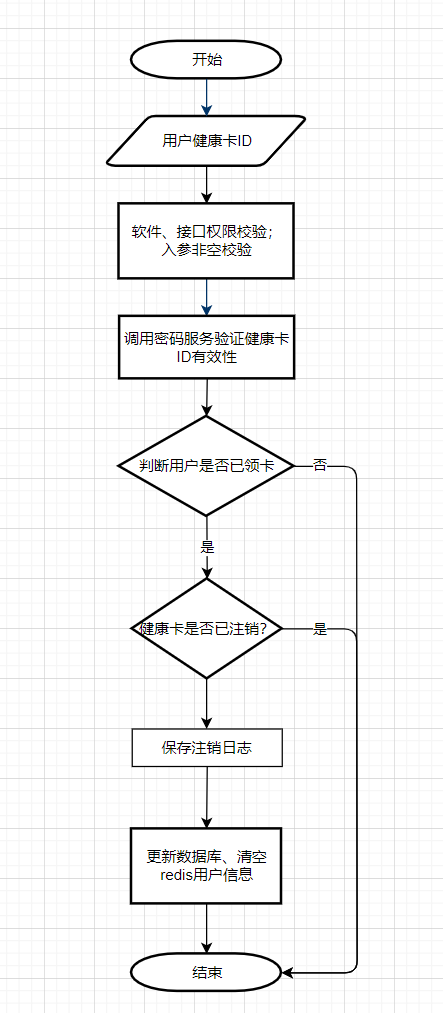 开始
用户健康卡ID
软件、接口权限校验；
入参非空校验
调用密码服务验证健康卡
ID有效性
判断用户是否已领卡
否
是
健康卡是否已注销？
是
保存注销日志
更新数据库、清空
redis用户信息
结束